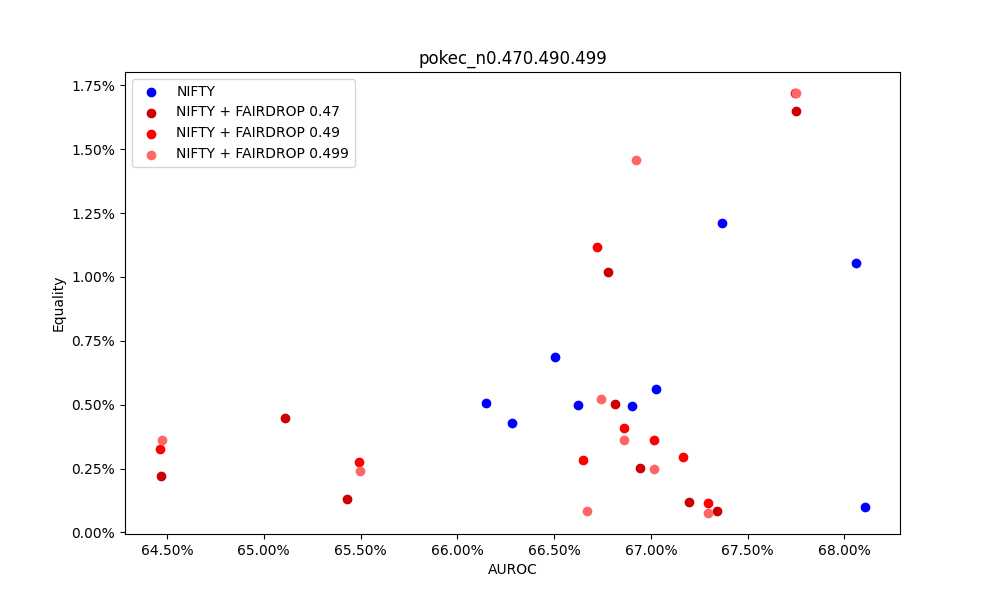 pokec_n0.470.490.499
1.75%
1.50%
1.25%
1.00%
0.75%
0.50%
0.25%
0.00%
Equality
NIFTY
NIFTY + FAIRDROP 0.47
NIFTY + FAIRDROP 0.49
NIFTY + FAIRDROP 0.499
64.50% 65.00% 65.50% 66.00% 66.50% 67.00% 67.50% 68.00%
AUROC